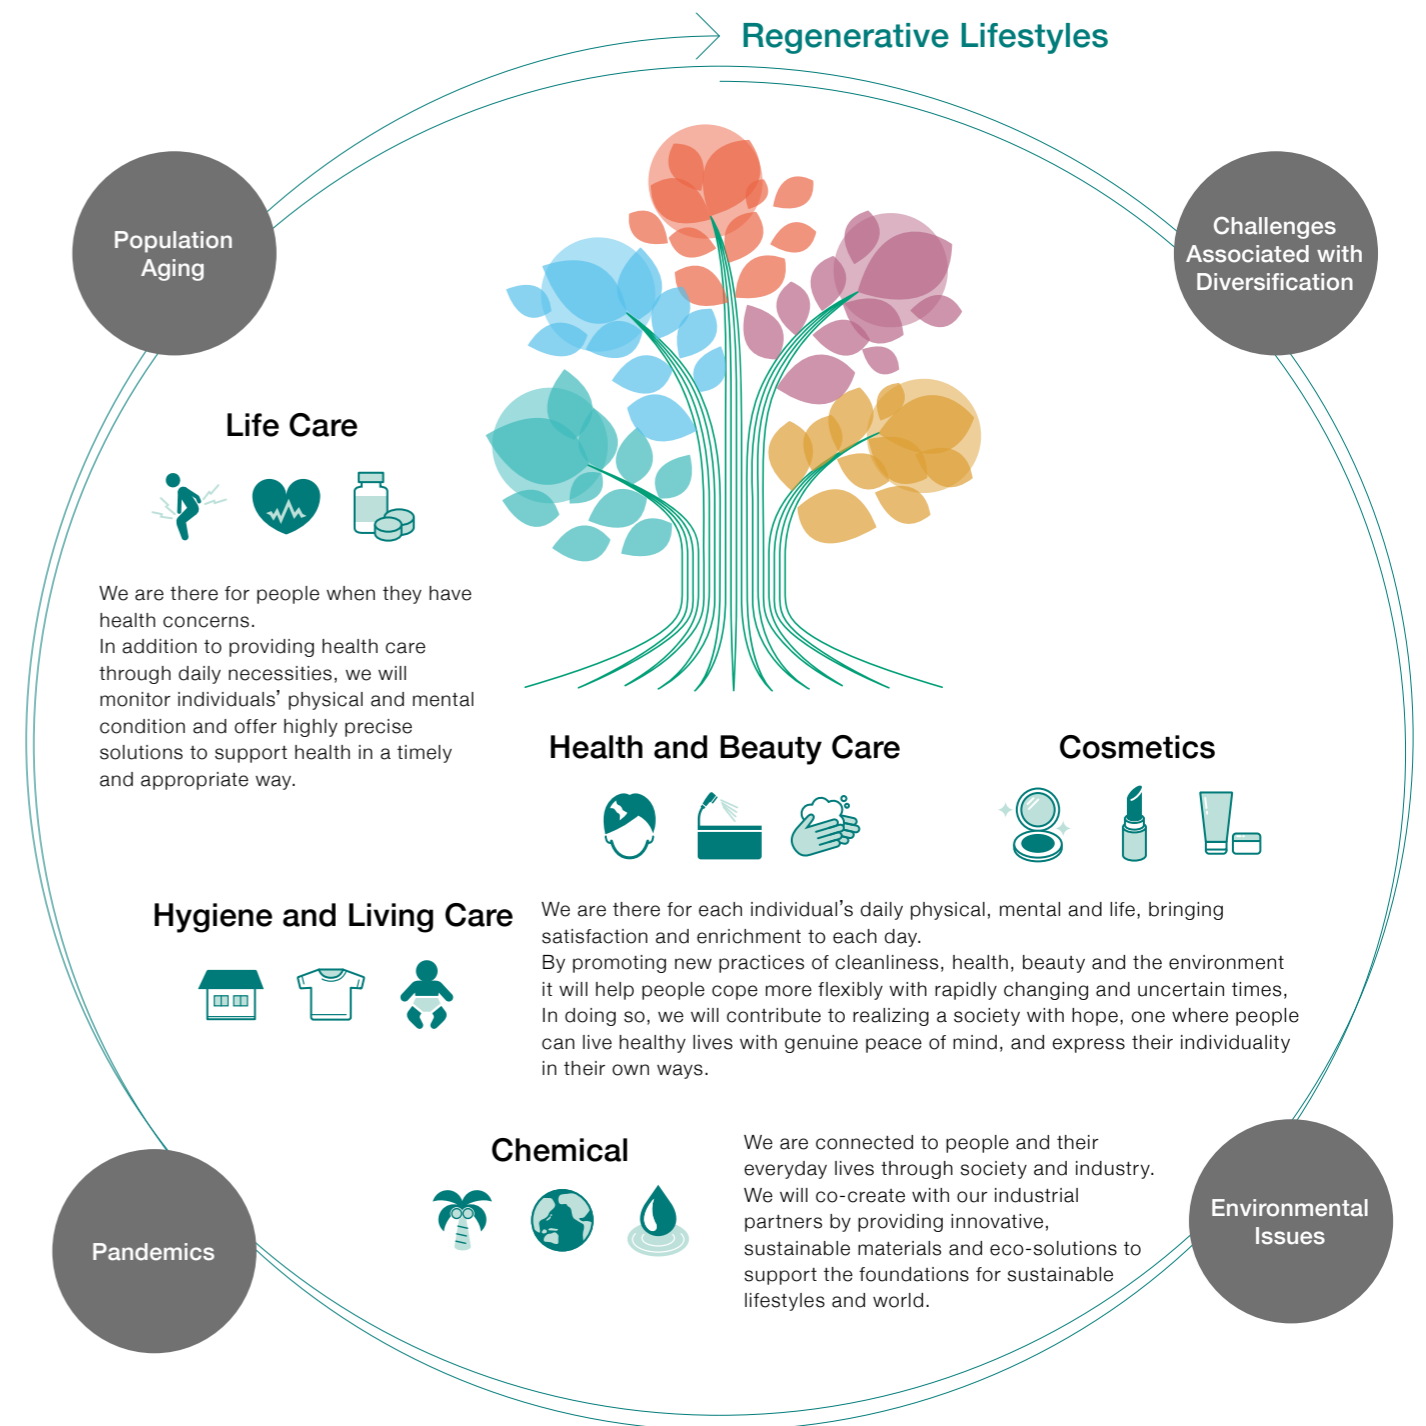 Regenerative Lifestyles
Population
Aging
Challenges
Associated with
Diversification
Life Care
We are there for people when they have
health concerns.
In addition to providing health care
through daily necessities, we will
monitor individuals’ physical and mental
condition and offer highly precise
solutions to support health in a timely
and appropriate way.
Health and Beauty Care
Cosmetics
Hygiene and Living Care
We are there for each individual’s daily physical, mental and life, bringing
satisfaction and enrichment to each day.
By promoting new practices of cleanliness, health, beauty and the environment
it will help people cope more flexibly with rapidly changing and uncertain times,
In doing so, we will contribute to realizing a society with hope, one where people
can live healthy lives with genuine peace of mind, and express their individuality
in their own ways.
Chemical
We are connected to people and their
everyday lives through society and industry.
We will co-create with our industrial
partners by providing innovative,
sustainable materials and eco-solutions to
support the foundations for sustainable
lifestyles and world.
Pandemics
Environmental
Issues